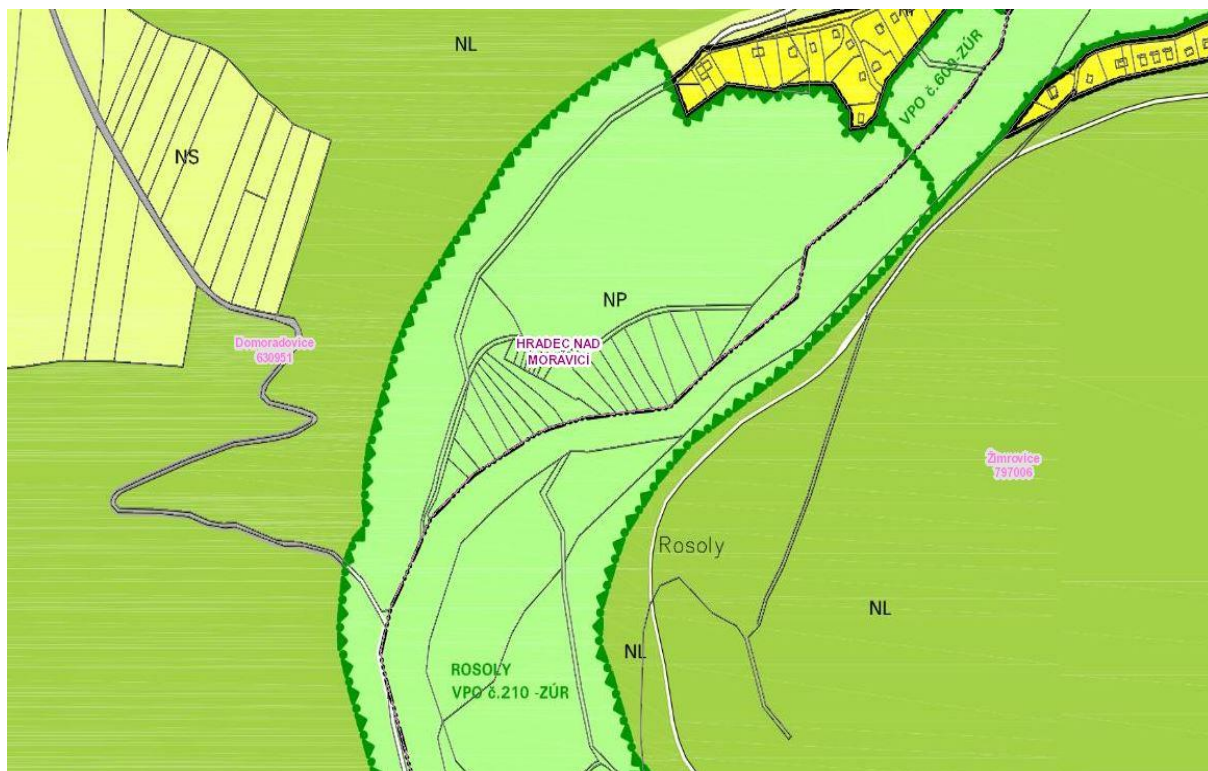 NL
VPO č.609-ZÚR
NS
NP
Domoradovice
630951
HRADEC NAD
MORAVICÍ
Žimrovice
797006
Rosoly
NL
NL
ROSOLY
VPO č.210 -ZÚR